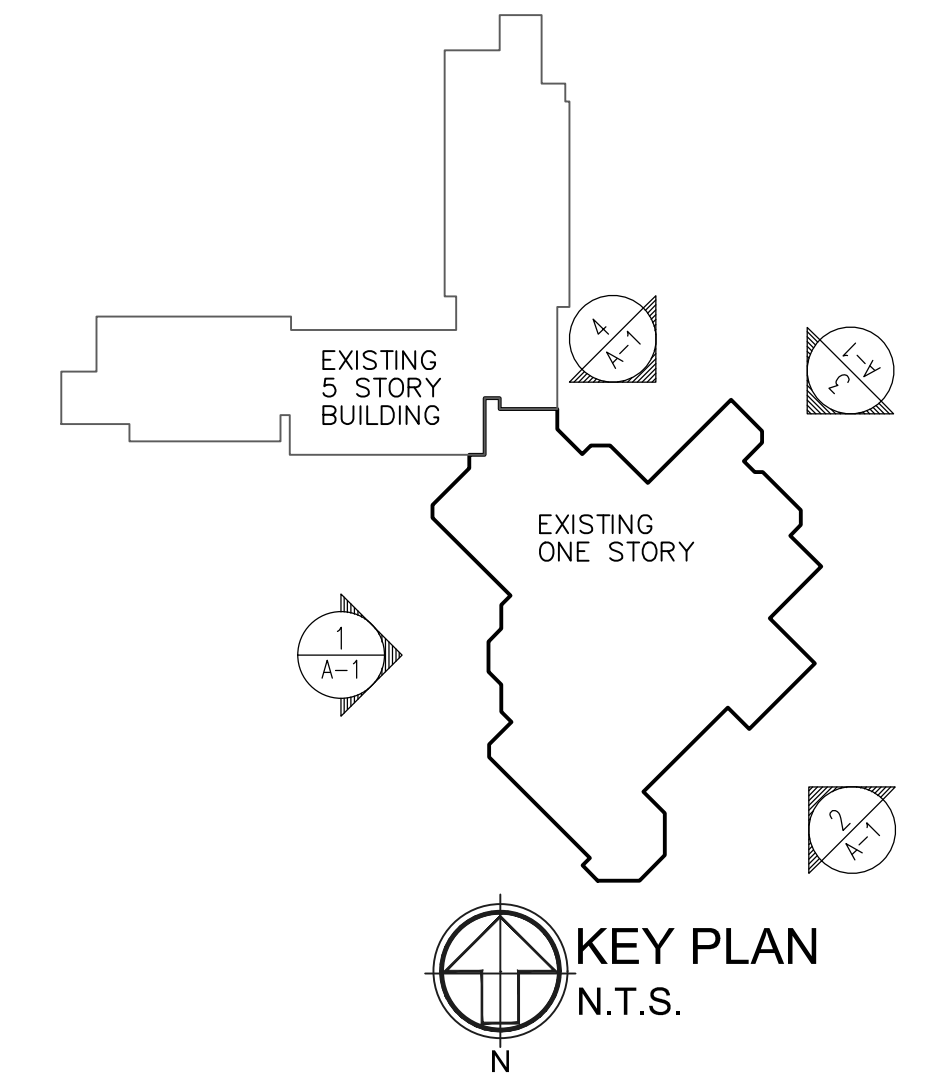 4
A-1
A-1
3
EXISTING
5 STORY
BUILDING
EXISTING
ONE STORY
1
A-1
2
A-1
KEY PLAN
N.T.S.
N